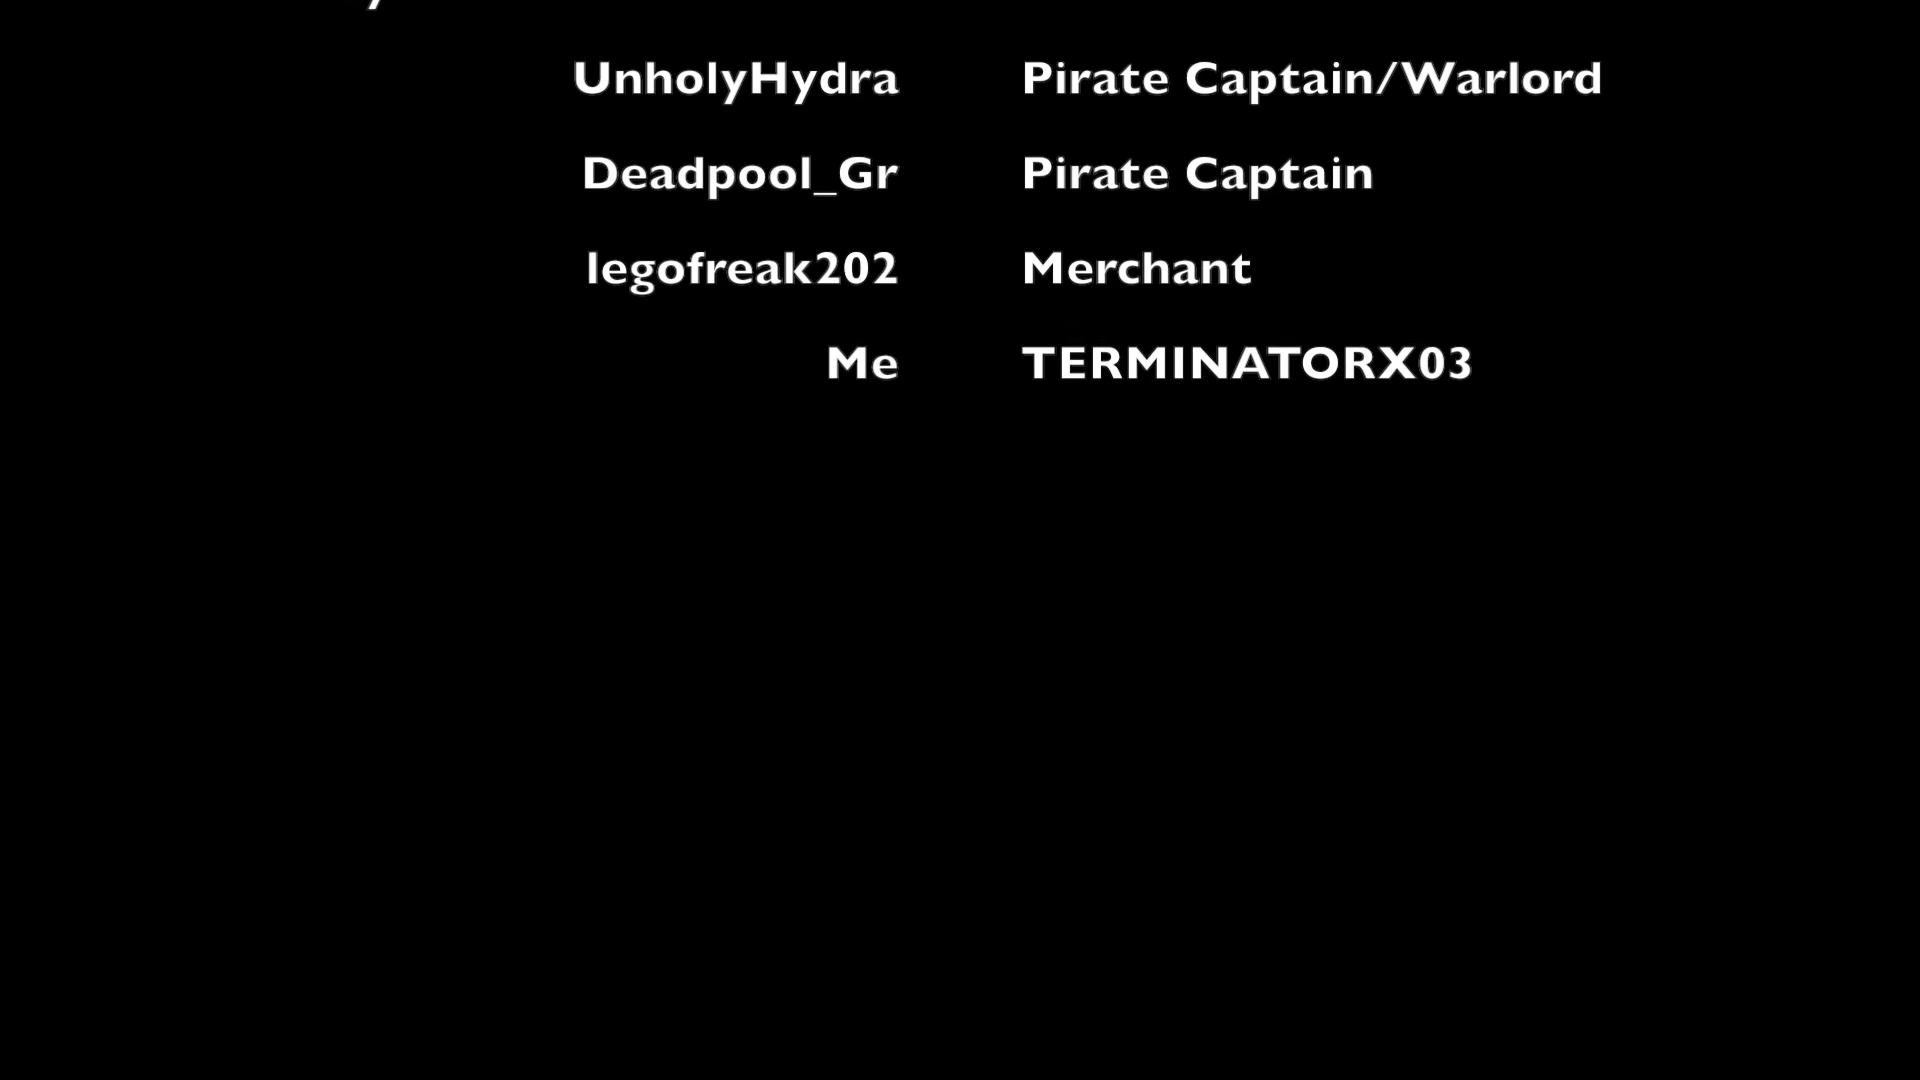 UnholyHydra Pirate Captain/Warlord
Deadpool_Gr Pirate Captain
legofreak202 Merchant
Me TERMINATORX03